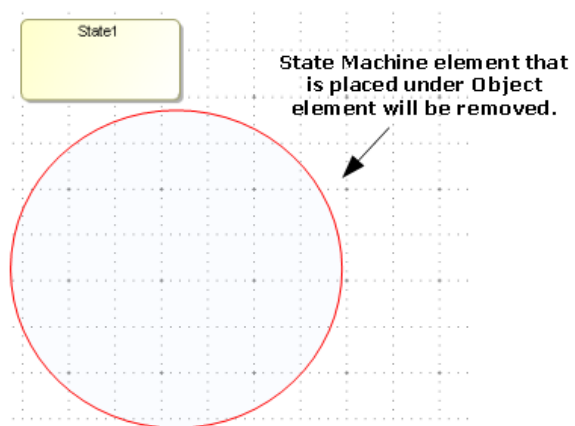 State1
State Machine element that
is placed under Object
element will be removed.